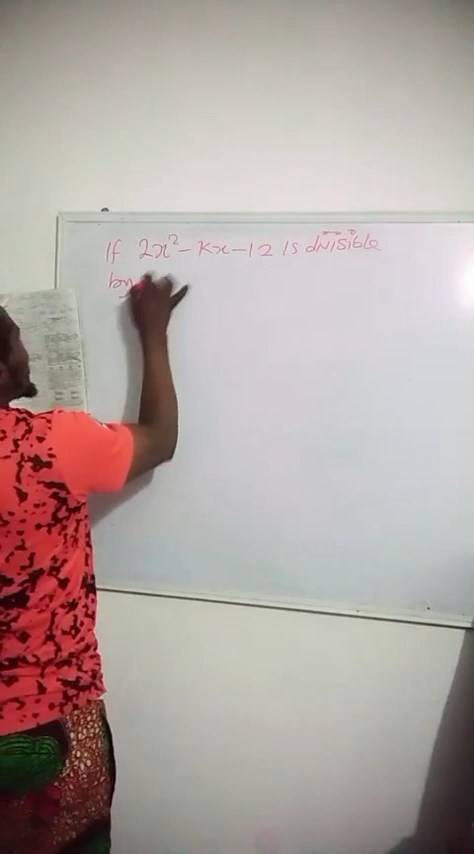 If 2x² - kx - 12 is divisible
by